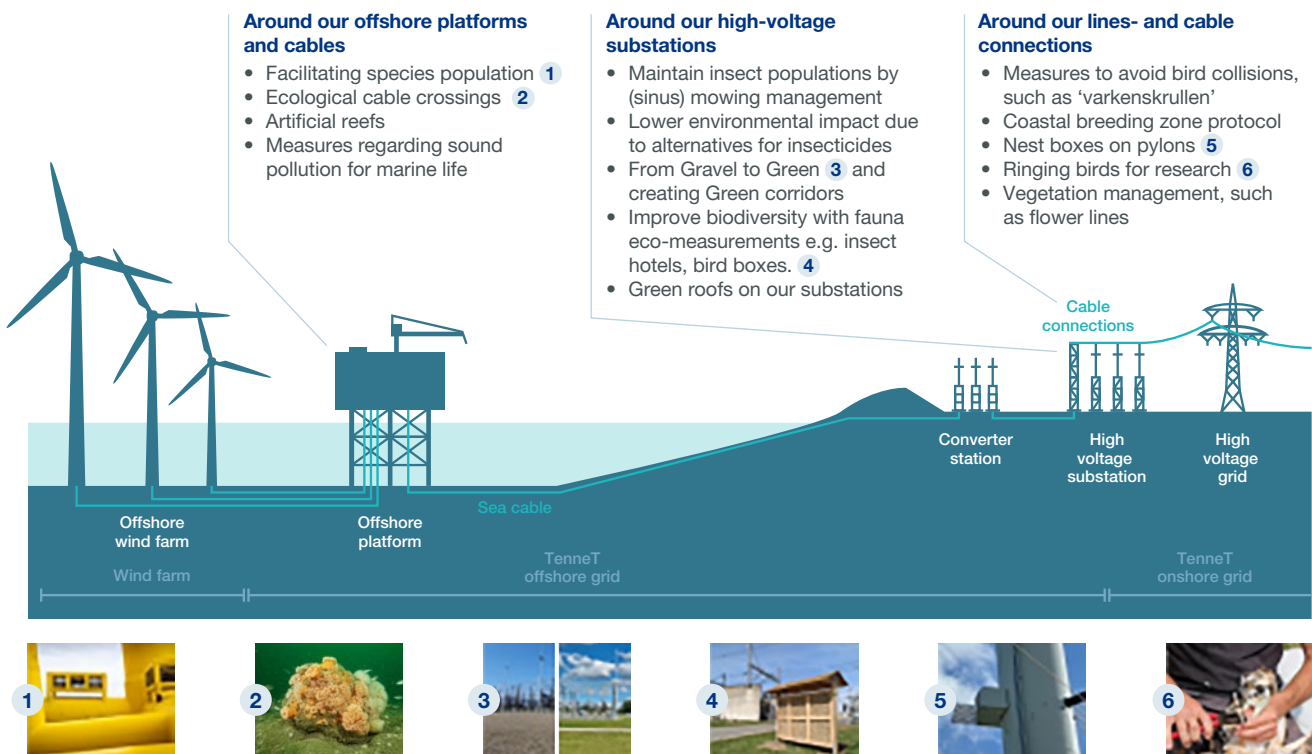 Around our offshore platforms
and cables
• Facilitating species population 1
• Ecological cable crossings 2
• Artificial reefs
• Measures regarding sound
pollution for marine life
Around our high-voltage
substations
• Maintain insect populations by
(sinus) mowing management
• Lower environmental impact due
to alternatives for insecticides
• From Gravel to Green 3 and
creating Green corridors
• Improve biodiversity with fauna
eco-measurements e.g. insect
hotels, bird boxes. 4
• Green roofs on our substations
Around our lines- and cable
connections
• Measures to avoid bird collisions,
such as ‘varkenskrullen’
• Coastal breeding zone protocol
• Nest boxes on pylons 5
• Ringing birds for research 6
• Vegetation management, such
as flower lines
Cable
connections
Converter
station
High
voltage
substation
High
voltage
grid
Sea cable
Offshore
wind farm
Offshore
platform
Wind farm
TenneT
offshore grid
TenneT
onshore grid
1
2
3
4
5
6